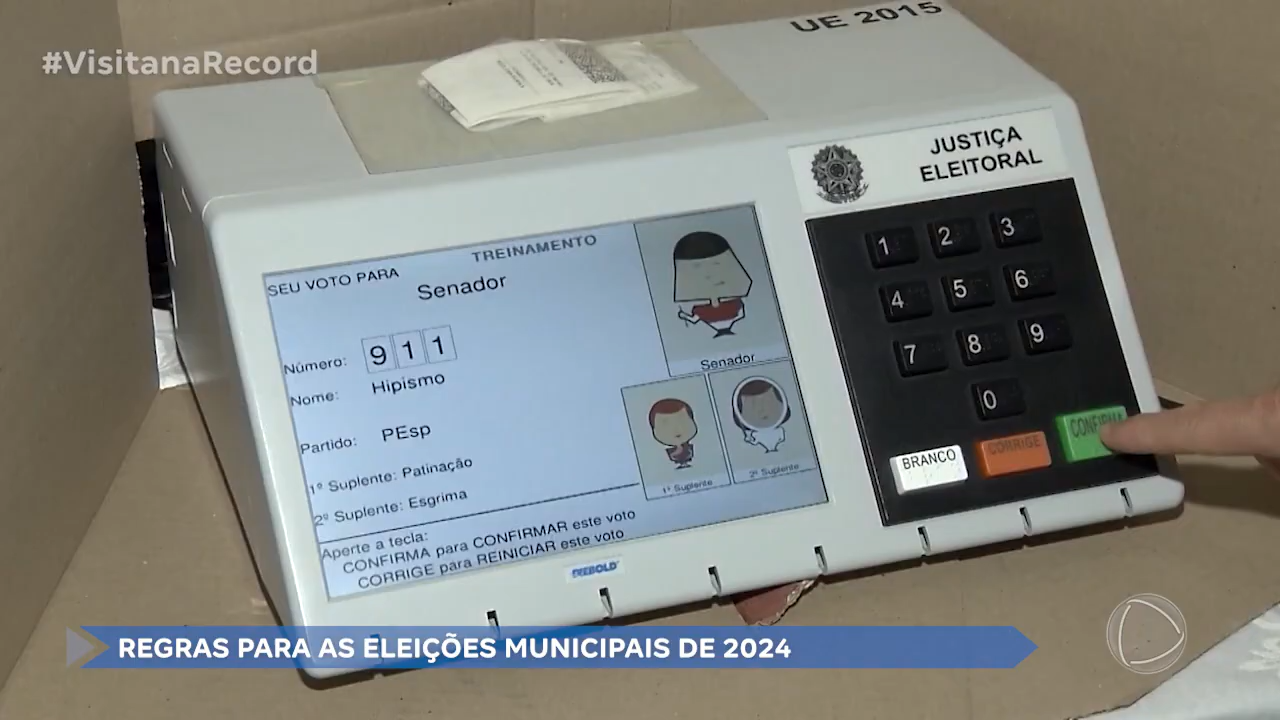 #VisitanaRecord
UE 2015
JUSTIÇA
ELEITORAL
TREINAMENTO
SEU VOTO PARA
Senador
Número: 911
Nome: Hipismo
Partido: PEsp
1º Suplente: Patinação
2º Suplente: Esgrima
Senador
1º Suplente
2º Suplente
Aperte a tecla:
CONFIRMA para CONFIRMAR este voto
CORRIGE para REINICIAR este voto
DIEBOLD
1 2 3
4 5 6
7 8 9
0
BRANCO CORRIGE CONFIRMA
REGRAS PARA AS ELEIÇÕES MUNICIPAIS DE 2024